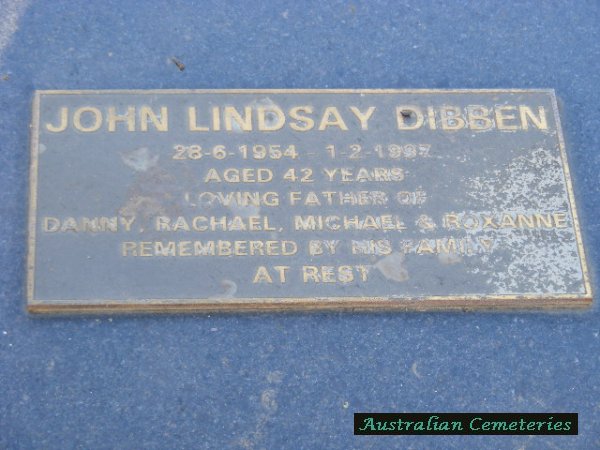 JOHN LINDSAY DIBBEN
28-6-1954 - 1-2-1997
AGED 42 YEARS
LOVING FATHER OF
DANNY, RACHAEL, MICHAEL & ROXANNE
REMEMBERED BY HIS FAMILY
AT REST
Australian Cemeteries